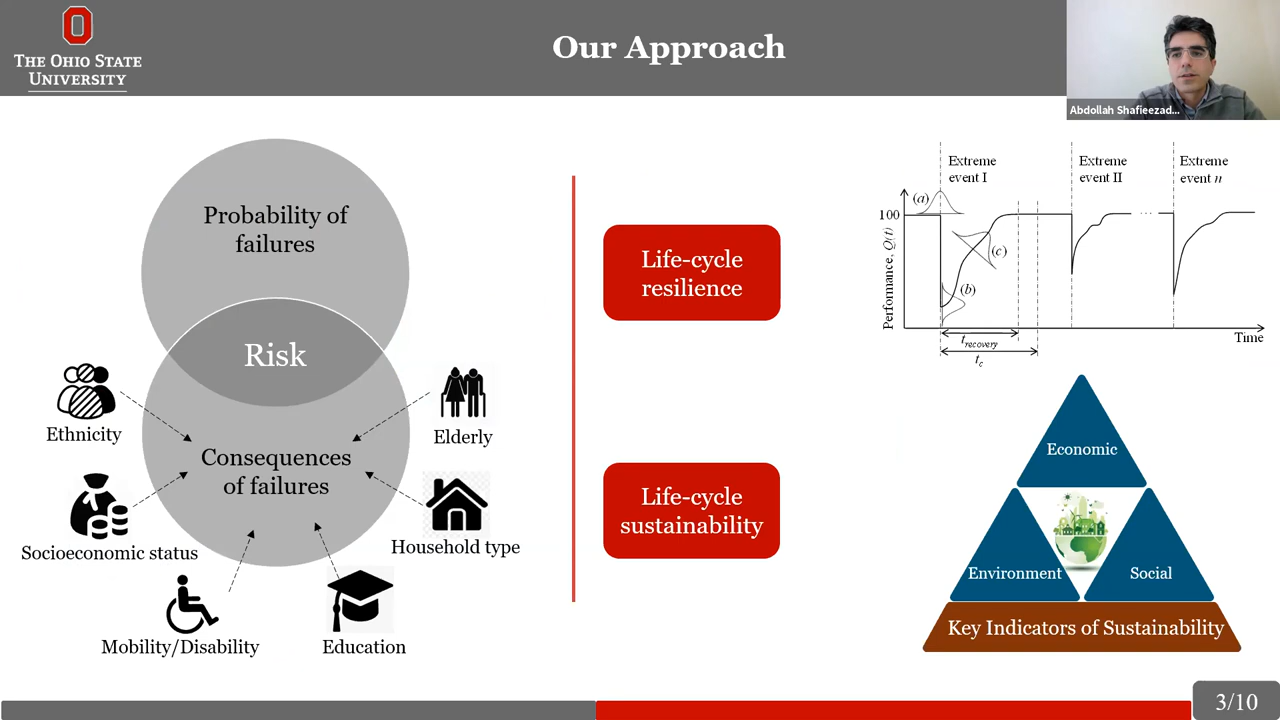 O
THE OHIO STATE
UNIVERSITY
Our Approach
Abdollah Shafieezad...
Probability of
failures
Risk
Consequences
of failures
Ethnicity
Socioeconomic status
Mobility/Disability
Education
Household type
Elderly
Life-cycle
resilience
Life-cycle
sustainability
Extreme
event I
Extreme
event II
Extreme
event n
(a)
100
...
(c)
(b)
Performance, Q(t)
t_recovery
t_c
Time
Economic
Environment
Social
Key Indicators of Sustainability
3/10